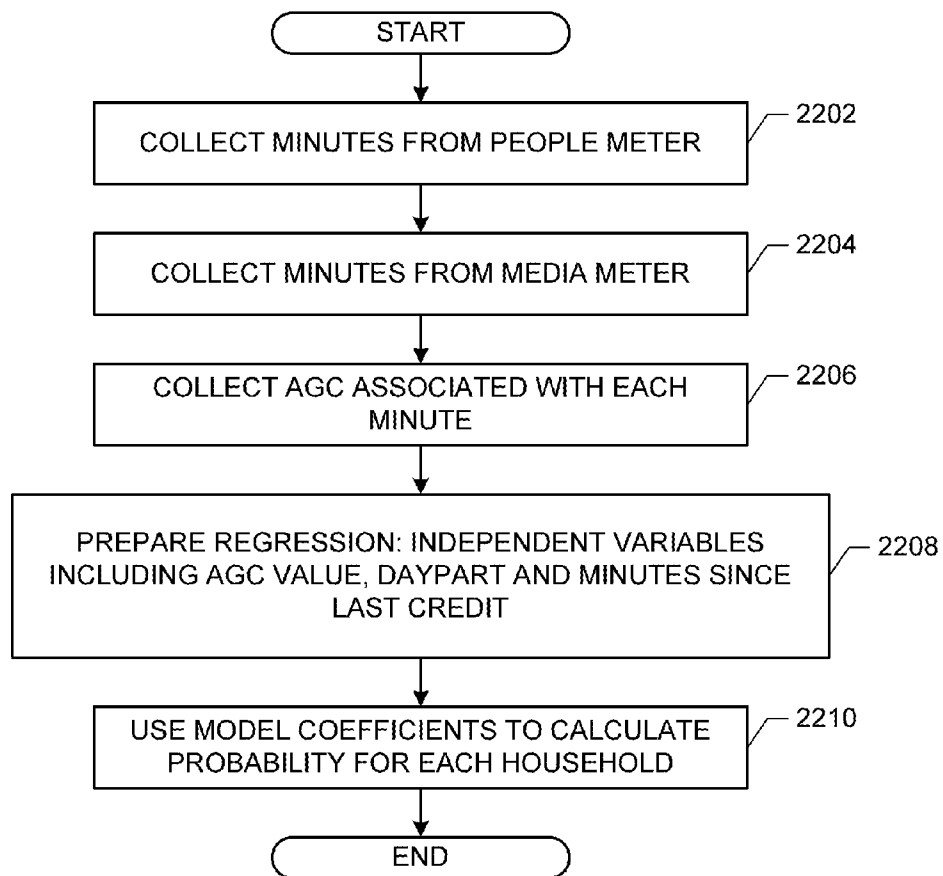 START
COLLECT MINUTES FROM PEOPLE METER
2202
COLLECT MINUTES FROM MEDIA METER
2204
COLLECT AGC ASSOCIATED WITH EACH
MINUTE
2206
PREPARE REGRESSION: INDEPENDENT VARIABLES
INCLUDING AGC VALUE, DAYPART AND MINUTES SINCE
LAST CREDIT
2208
USE MODEL COEFFICIENTS TO CALCULATE
PROBABILITY FOR EACH HOUSEHOLD
2210
END